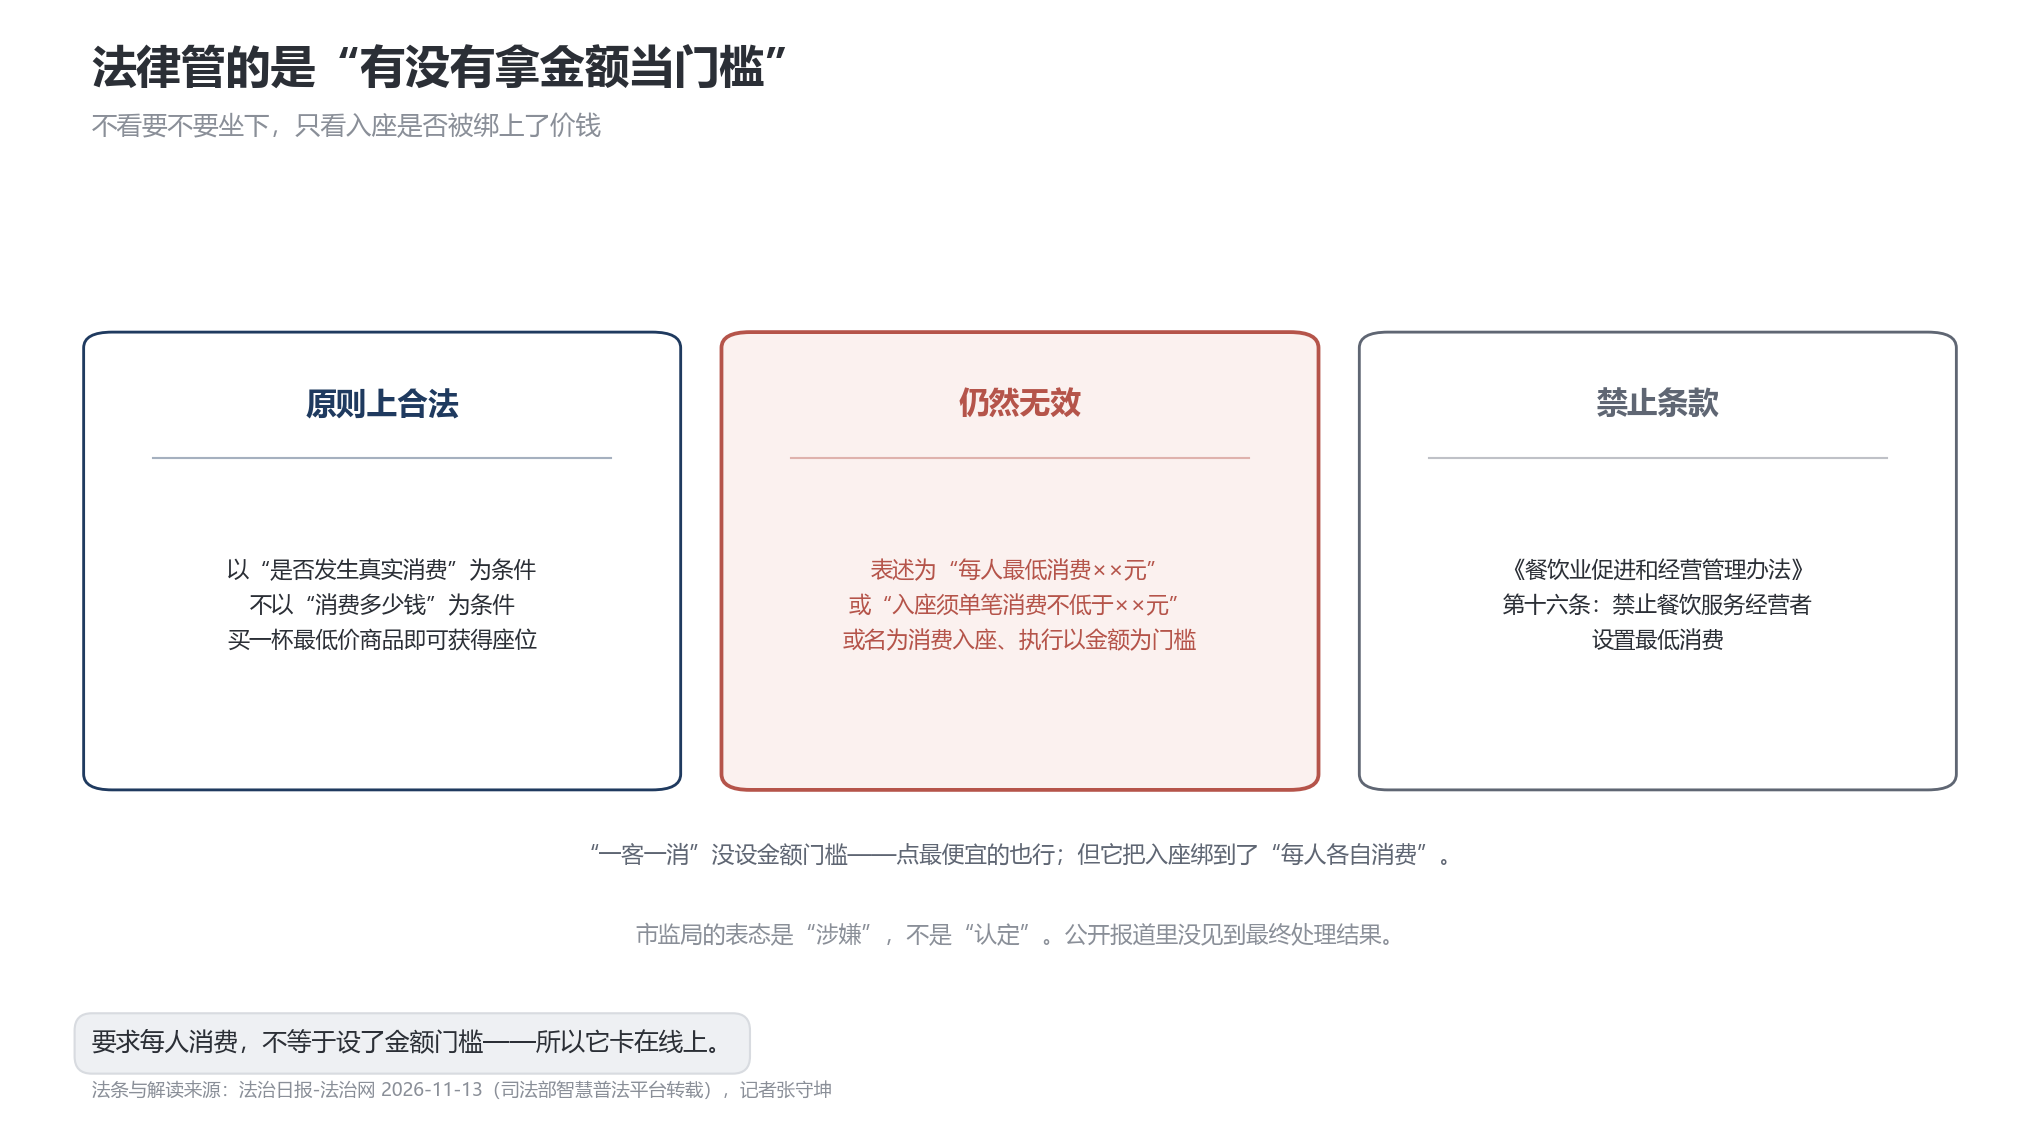 法律管的是“有没有拿金额当门槛”
不看要不要坐下，只看入座是否被绑上了价钱
原则上合法
以“是否发生真实消费”为条件
不以“消费多少钱”为条件
买一杯最低价商品即可获得座位
仍然无效
表述为“每人最低消费××元”
或“入座须单笔消费不低于××元”
或名为消费入座、执行以金额为门槛
禁止条款
《餐饮业促进和经营管理办法》
第十六条：禁止餐饮服务经营者
设置最低消费
“一客一消”没设金额门槛——点最便宜的也行；但它把入座绑到了“每人各自消费”。
市监局的表态是“涉嫌”，不是“认定”。公开报道里没见到最终处理结果。
要求每人消费，不等于设了金额门槛——所以它卡在线上。
法条与解读来源：法治日报-法治网 2026-11-13（司法部智慧普法平台转载），记者张守坤